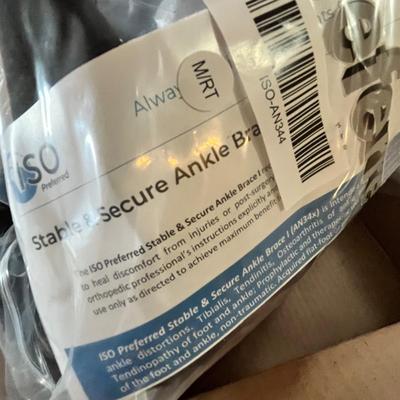 Alway
M/RT
ISO-AN344
ISO
Preferred
Stable & Secure Ankle Bra
The ISO Preferred Stable & Secure Ankle Brace I
to heal discomfort from injuries or post-surge
orthopedic professional's instructions explicitly an
use only as directed to achieve maximum benefit
ISO Preferred Stable & Secure Ankle Brace I (AN34x) is inten
ankle distortions. Tibialis, Tendinitis, Osteoarthritis of
Tendinopathy of foot and ankle; Prophylactic and therape
of the foot and ankle, non-traumatic. Acquired flat-foot